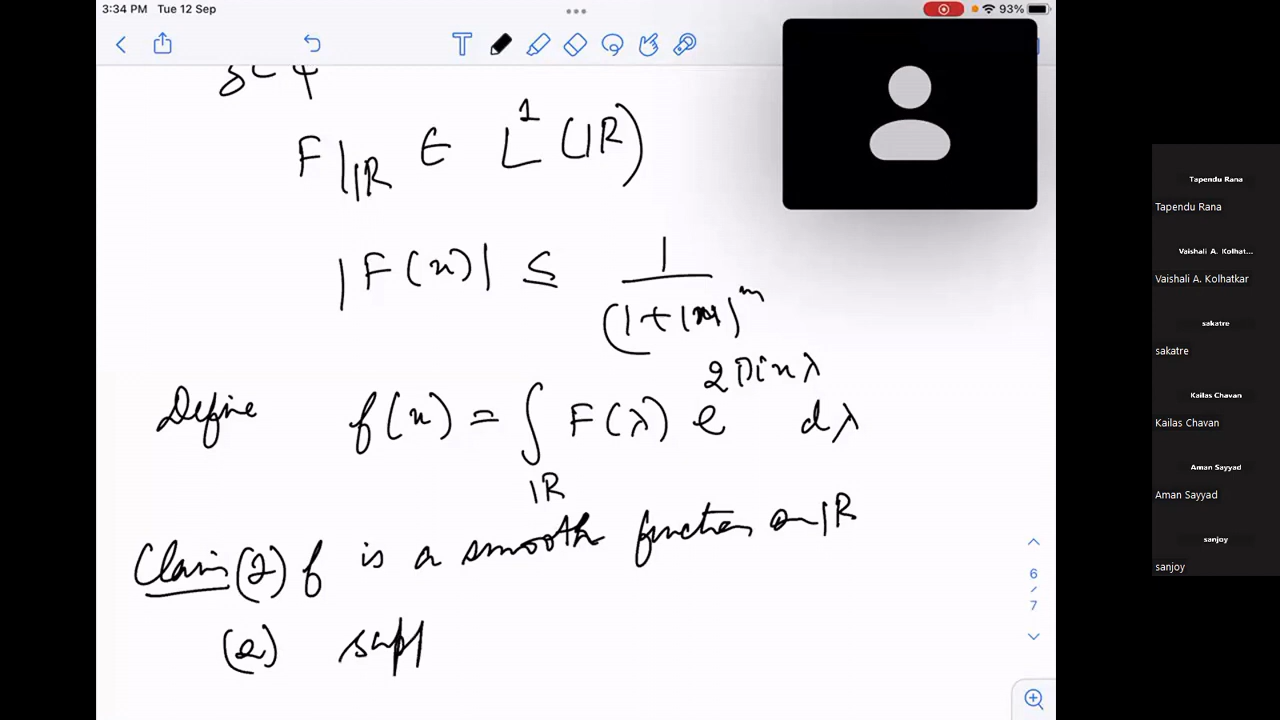 3:34 PM Tue 12 Sep
93%
F|ℝ ∈ L¹(ℝ)
|F(x)| ≤ 1/(1+|x|)^m
Define f(x) = ∫_ℝ F(λ) e^{2πixλ} dλ
Claim (1) f is a smooth function on ℝ
(2) supp
6
/
7
Tapendu Rana
Tapendu Rana
Vaishali A. Kolhat...
Vaishali A. Kolhatkar
sakatre
sakatre
Kailas Chavan
Kailas Chavan
Aman Sayyad
Aman Sayyad
sanjoy
sanjoy